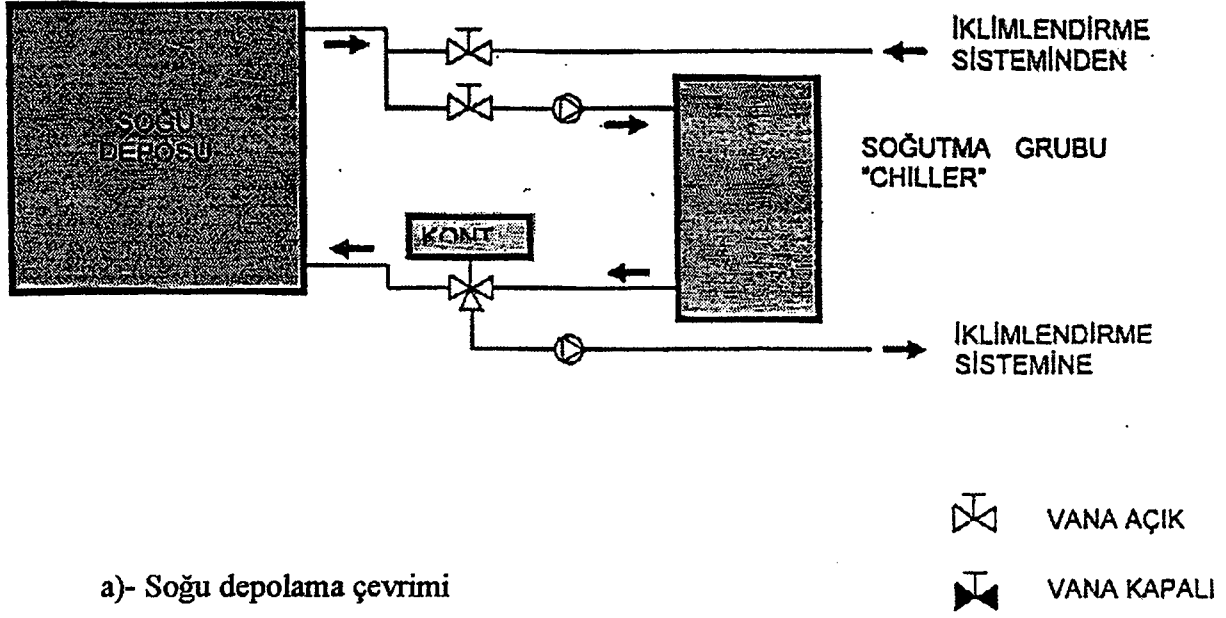 İKLİMLENDİRME
SİSTEMİNDEN
SOĞU
DEPOSU
SOĞUTMA GRUBU
"CHILLER"
KONT.
İKLİMLENDİRME
SİSTEMİNE
VANA AÇIK
a)- Soğu depolama çevrimi
VANA KAPALI